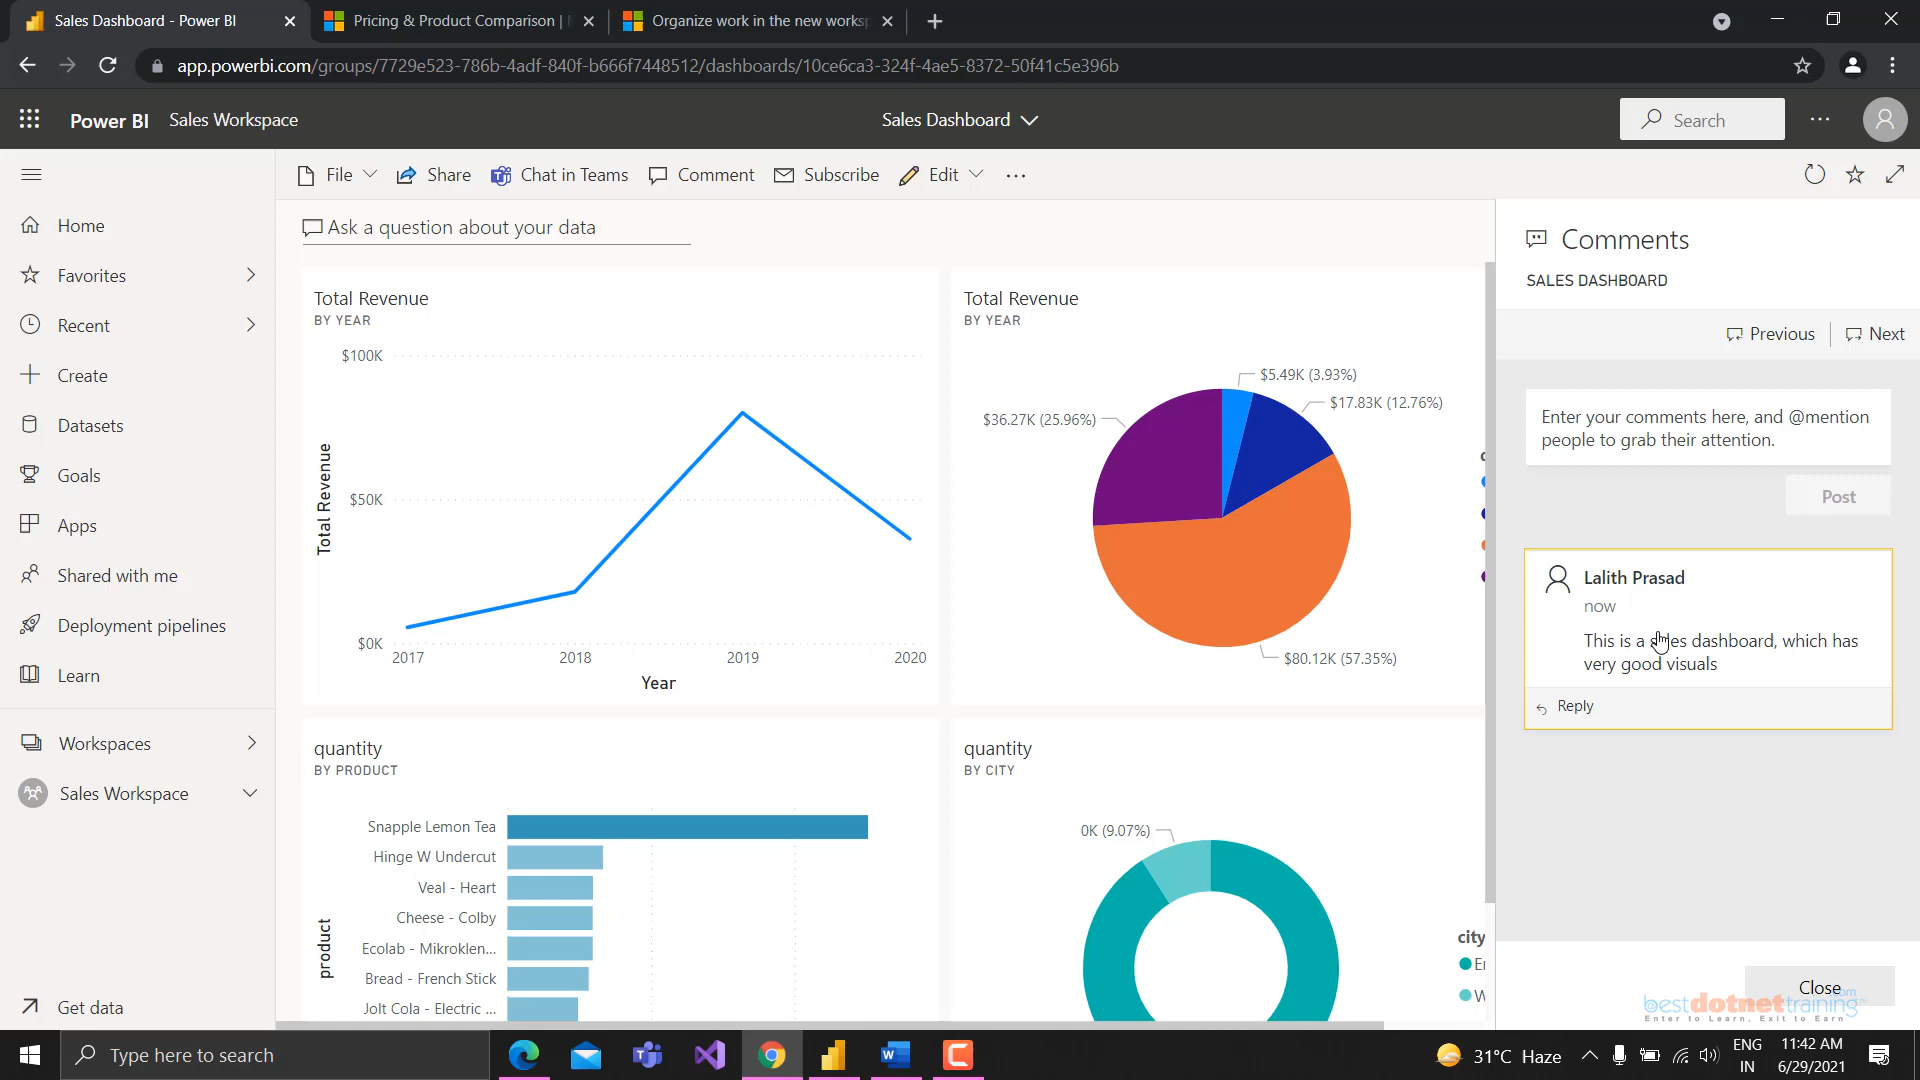 Sales Dashboard - Power BI
Pricing & Product Comparison |
Organize work in the new works
app.powerbi.com/groups/7729e523-786b-4adf-840f-b666f7448512/dashboards/10ce6ca3-324f-4ae5-8372-50f41c5e396b
Power BI Sales Workspace
Sales Dashboard
Search
File Share Chat in Teams Comment Subscribe Edit
Home
Favorites
Recent
Create
Datasets
Goals
Apps
Shared with me
Deployment pipelines
Learn
Workspaces
Sales Workspace
Get data
Ask a question about your data
Total Revenue
BY YEAR
$100K
$50K
$0K
Total Revenue
2017 2018 2019 2020
Year
Total Revenue
BY YEAR
$5.49K (3.93%)
$17.83K (12.76%)
$36.27K (25.96%)
$80.12K (57.35%)
quantity
BY PRODUCT
product
Snapple Lemon Tea
Hinge W Undercut
Veal - Heart
Cheese - Colby
Ecolab - Mikroklen...
Bread - French Stick
Jolt Cola - Electric ...
quantity
BY CITY
0K (9.07%)
city
Comments
SALES DASHBOARD
Previous Next
Enter your comments here, and @mention
people to grab their attention.
Post
Lalith Prasad
now
This is a sales dashboard, which has
very good visuals
Reply
Close
bestdotnettraining.com
Enter to Learn, Exit to Earn
Type here to search
31°C Haze
ENG
IN
11:42 AM
6/29/2021